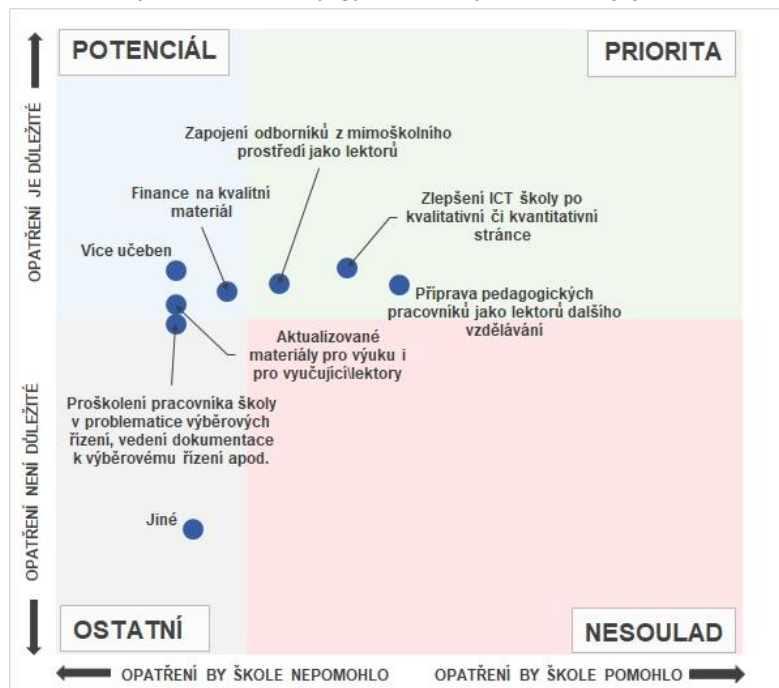 POTENCIÁL
PRIORITA
Zapojení odborníků z mimoškolního
prostředí jako lektorů
Finance na kvalitní
materiál
Zlepšení ICT školy po
kvalitativní či kvantitativní
stránce
Více učeben
Příprava pedagogických
pracovníků jako lektorů dalšího
vzdělávání
Aktualizované
materiály pro výuku i
pro vyučující\lektory
Proškolení pracovníka školy
v problematice výběrových
řízení, vedení dokumentace
k výběrovému řízení apod.
Jiné
OSTATNÍ
NESOULAD
OPATŘENÍ JE DŮLEŽITÉ
OPATŘENÍ NENÍ DŮLEŽITÉ
OPATŘENÍ BY ŠKOLE NEPOMOHLO
OPATŘENÍ BY ŠKOLE POMOHLO